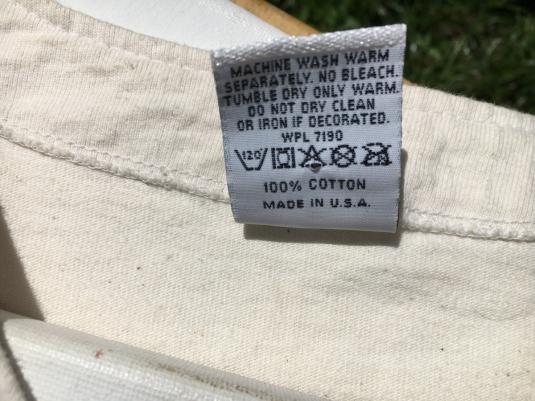 MACHINE WASH WARM
SEPARATELY. NO BLEACH.
TUMBLE DRY ONLY WARM.
DO NOT DRY CLEAN
OR IRON IF DECORATED.
WPL 7190
120°
100% COTTON
MADE IN U.S.A.